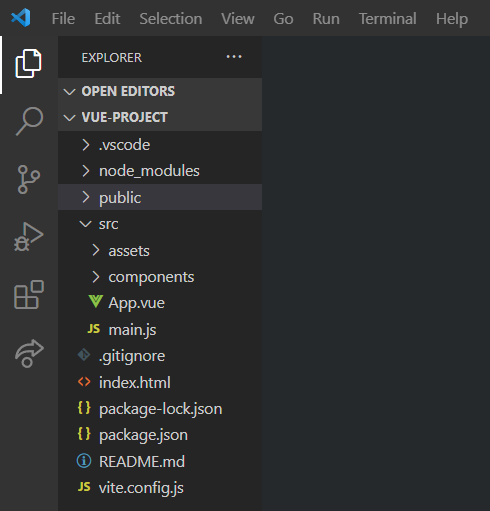 File Edit Selection View Go Run Terminal Help
EXPLORER
OPEN EDITORS
VUE-PROJECT
.vscode
node_modules
public
src
assets
components
App.vue
JS main.js
.gitignore
<> index.html
{} package-lock.json
{} package.json
README.md
JS vite.config.js